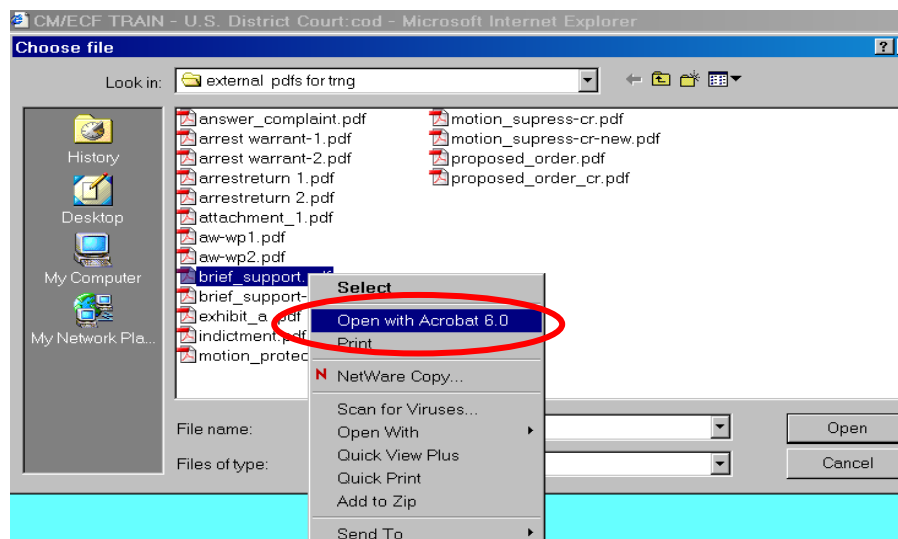 CM/ECF TRAIN - U.S. District Court:cod - Microsoft Internet Explorer
Choose file
?
Look in:
external pdfs for trng
History
Desktop
My Computer
My Network Pla...
answer_complaint.pdf
arrest warrant-1.pdf
arrest warrant-2.pdf
arrestreturn 1.pdf
arrestreturn 2.pdf
attachment_1.pdf
aw-wp1.pdf
aw-wp2.pdf
brief_support.pdf
brief_support-
exhibit_a.pdf
indictment.pdf
motion_protec
motion_supress-cr.pdf
motion_supress-cr-new.pdf
proposed_order.pdf
proposed_order_cr.pdf
Select
Open with Acrobat 6.0
Print
N NetWare Copy...
Scan for Viruses...
Open With
Quick View Plus
Quick Print
Add to Zip
Send To
File name:
Open
Files of type:
Cancel